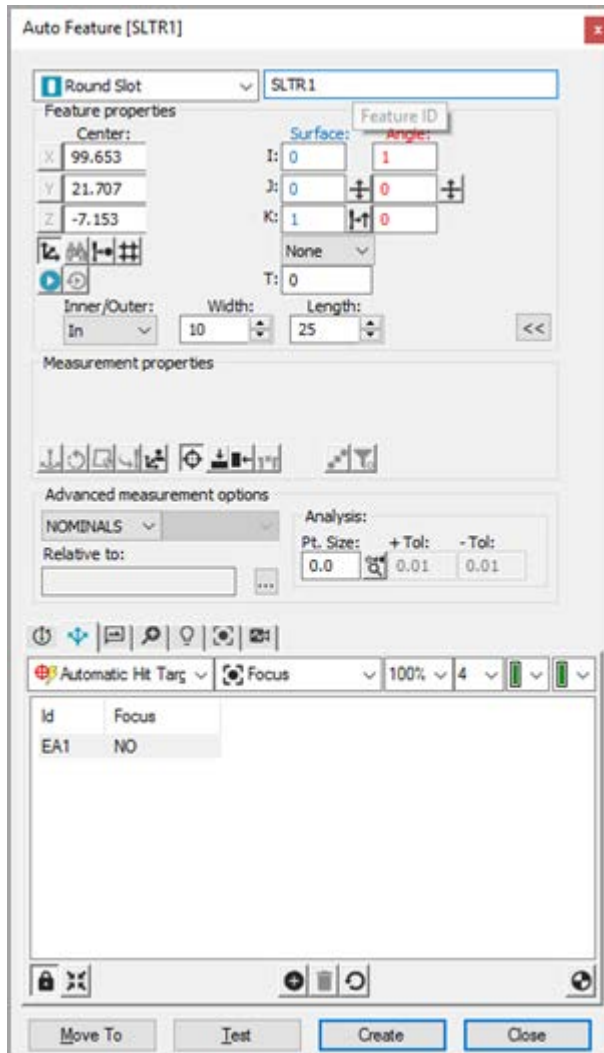 Auto Feature [SLTR1]
x
Round Slot SLTR1
Feature properties Feature ID
Center: Surface: Angle:
X 99.653 I: 0 1
Y 21.707 J: 0 0
Z -7.153 K: 1 0
None
T: 0
Inner/Outer: Width: Length:
In 10 25 <<
Measurement properties
Advanced measurement options
NOMINALS Analysis:
Pt. Size: + Tol: - Tol:
Relative to: 0.0 0.01 0.01
...
Automatic Hit Targ Focus 100% 4
Id Focus
EA1 NO
Move To Test Create Close